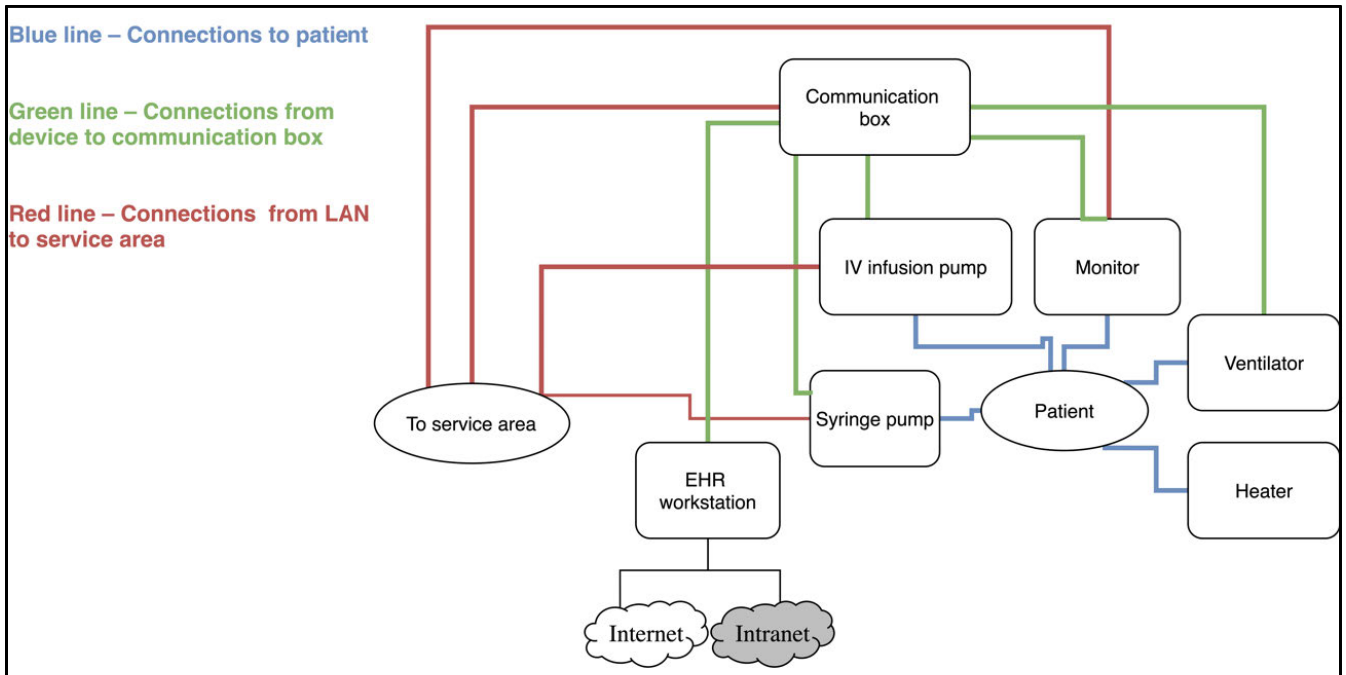 Blue line – Connections to patient
Green line – Connections from
device to communication box
Red line – Connections  from LAN
to service area
Communication
box
IV infusion pump
Monitor
Ventilator
To service area
Syringe pump
Patient
EHR
workstation
Heater
Internet
Intranet